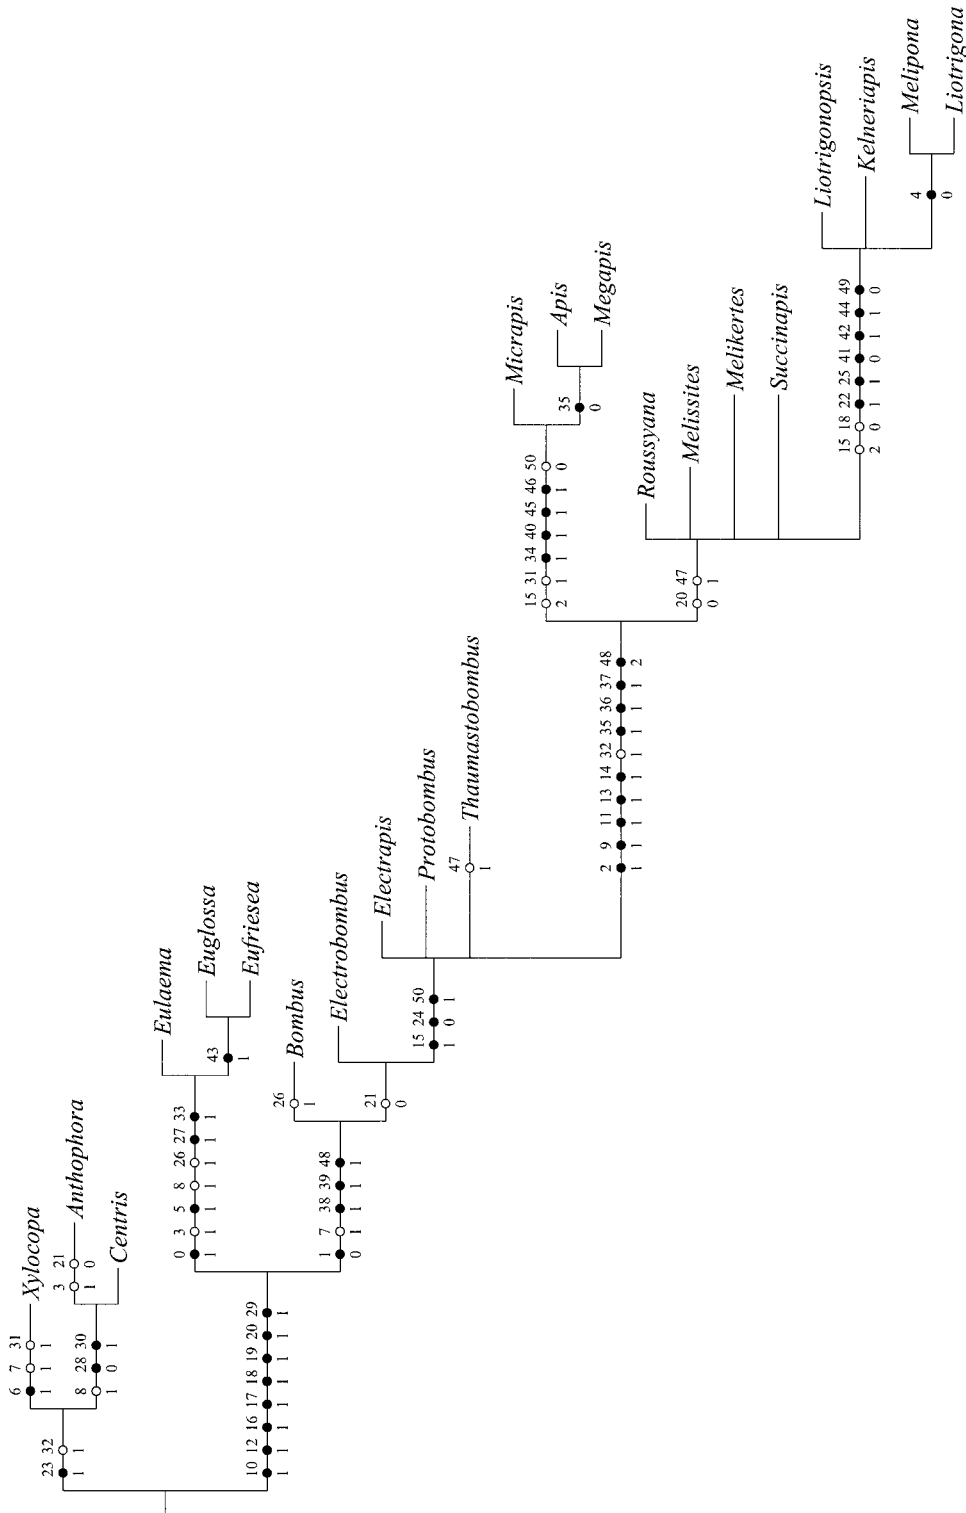 Xylocopa
6 7 31
1 1 1
Anthophora
3 21
1 0
Centris
8 28 30
1 0 1
23 32
1 1
Eulaema
Euglossa
Eufriesea
43
1
0 3 5 8 26 27 33
1 1 1 1 1 1 1
Bombus
26
1
Electrobombus
21
0
1 7 38 39 48
0 1 1 1 1
10 12 16 17 18 19 20 29
1 1 1 1 1 1 1 1
Electrapis
Protobombus
Thaumastobombus
47
1
15 24 50
1 0 1
Micrapis
Apis
Megapis
35
0
15 31 34 40 45 46 50
2 1 1 1 1 1 0
Roussyana
Melissites
Melikertes
Succinapis
20 47
0 1
2 9 11 13 14 32 35 36 37 48
1 1 1 1 1 1 1 1 1 2
Liotrigonopsis
Kelneriapis
Melipona
Liotrigona
4
0
15 18 22 25 41 42 44 49
2 0 1 1 0 1 1 0